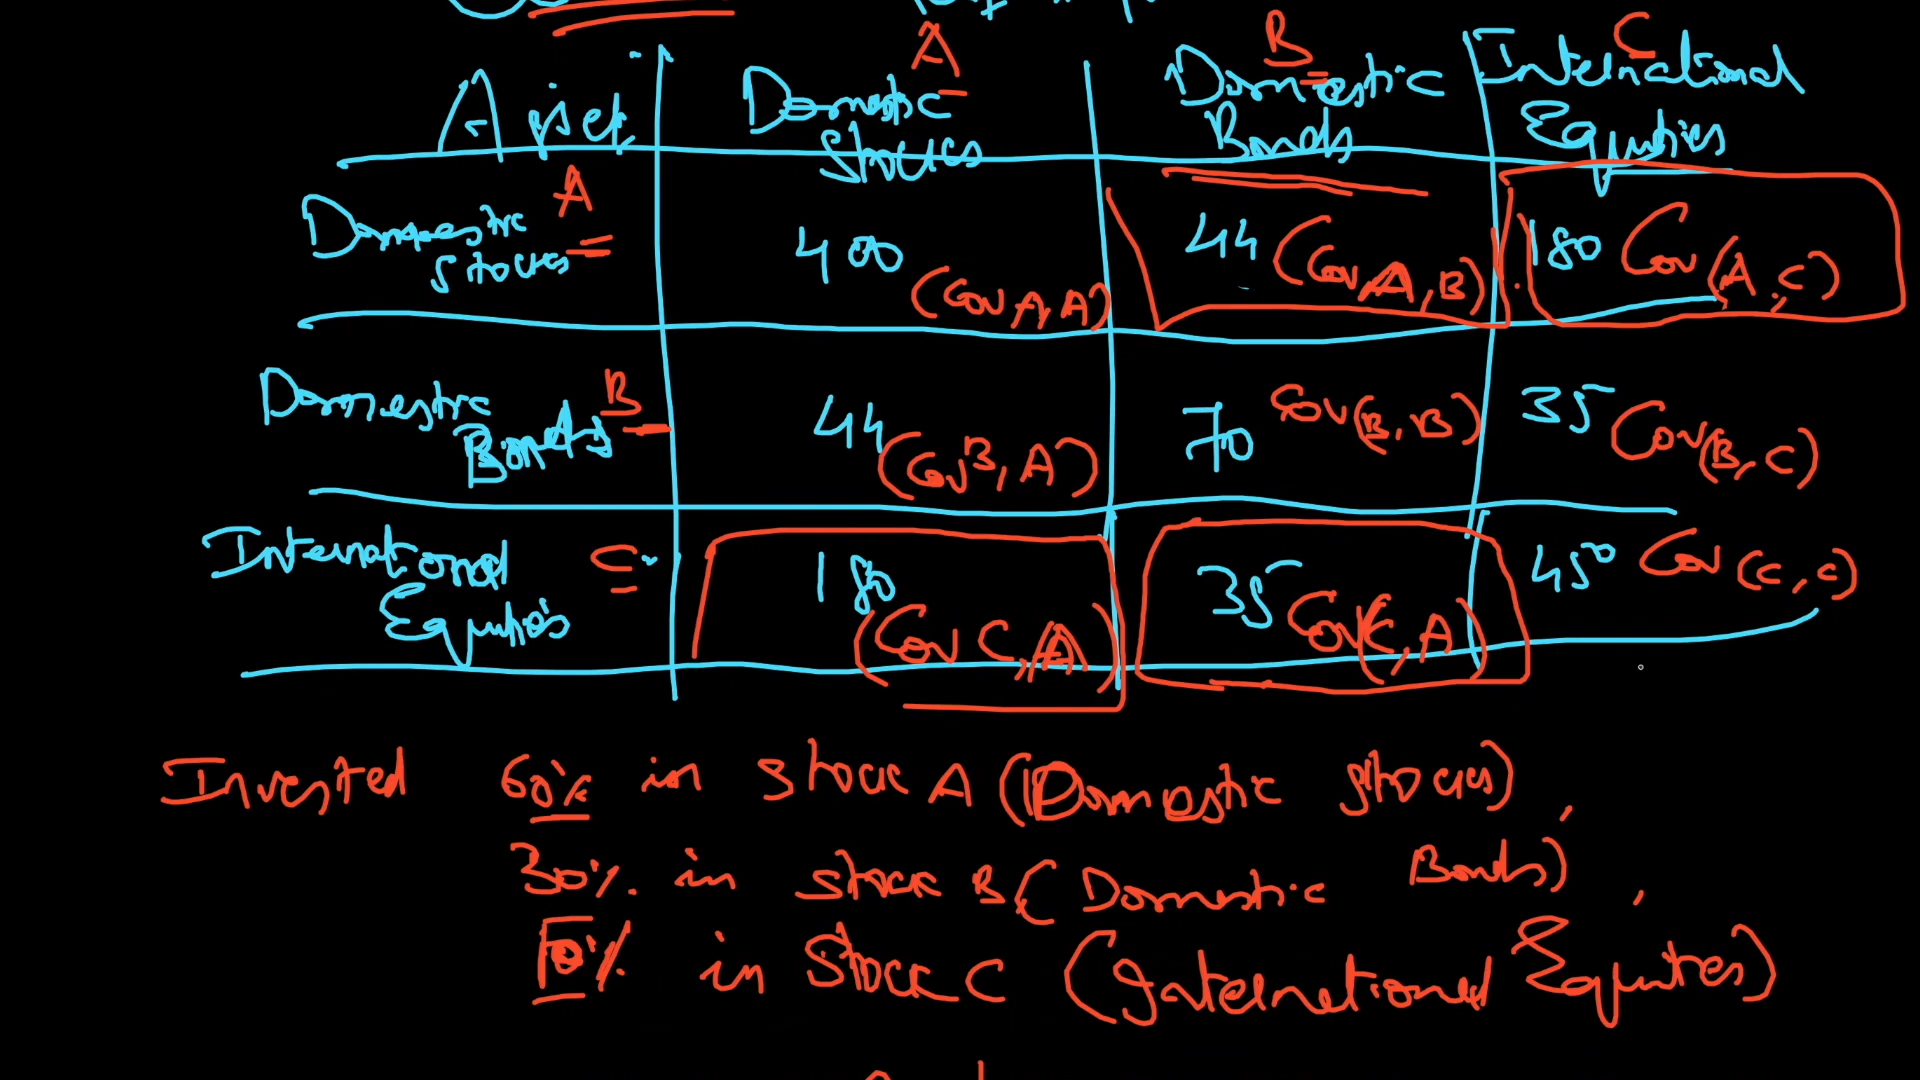 A B C
Asset Domestic Stocks Domestic Bonds International Equities
Domestic Stocks A 400 (Cov A, A) 44 (Cov A, B) 180 Cov (A, C)
Domestic Bonds B 44 (Cov B, A) 70 Cov (B, B) 35 Cov (B, C)
International Equities C 180 (Cov C, A) 35 Cov (C, A) 450 Cov (C, C)
Invested 60% in Stock A (Domestic Stocks),
30% in stock B (Domestic Bonds),
10% in Stock C (International Equities)